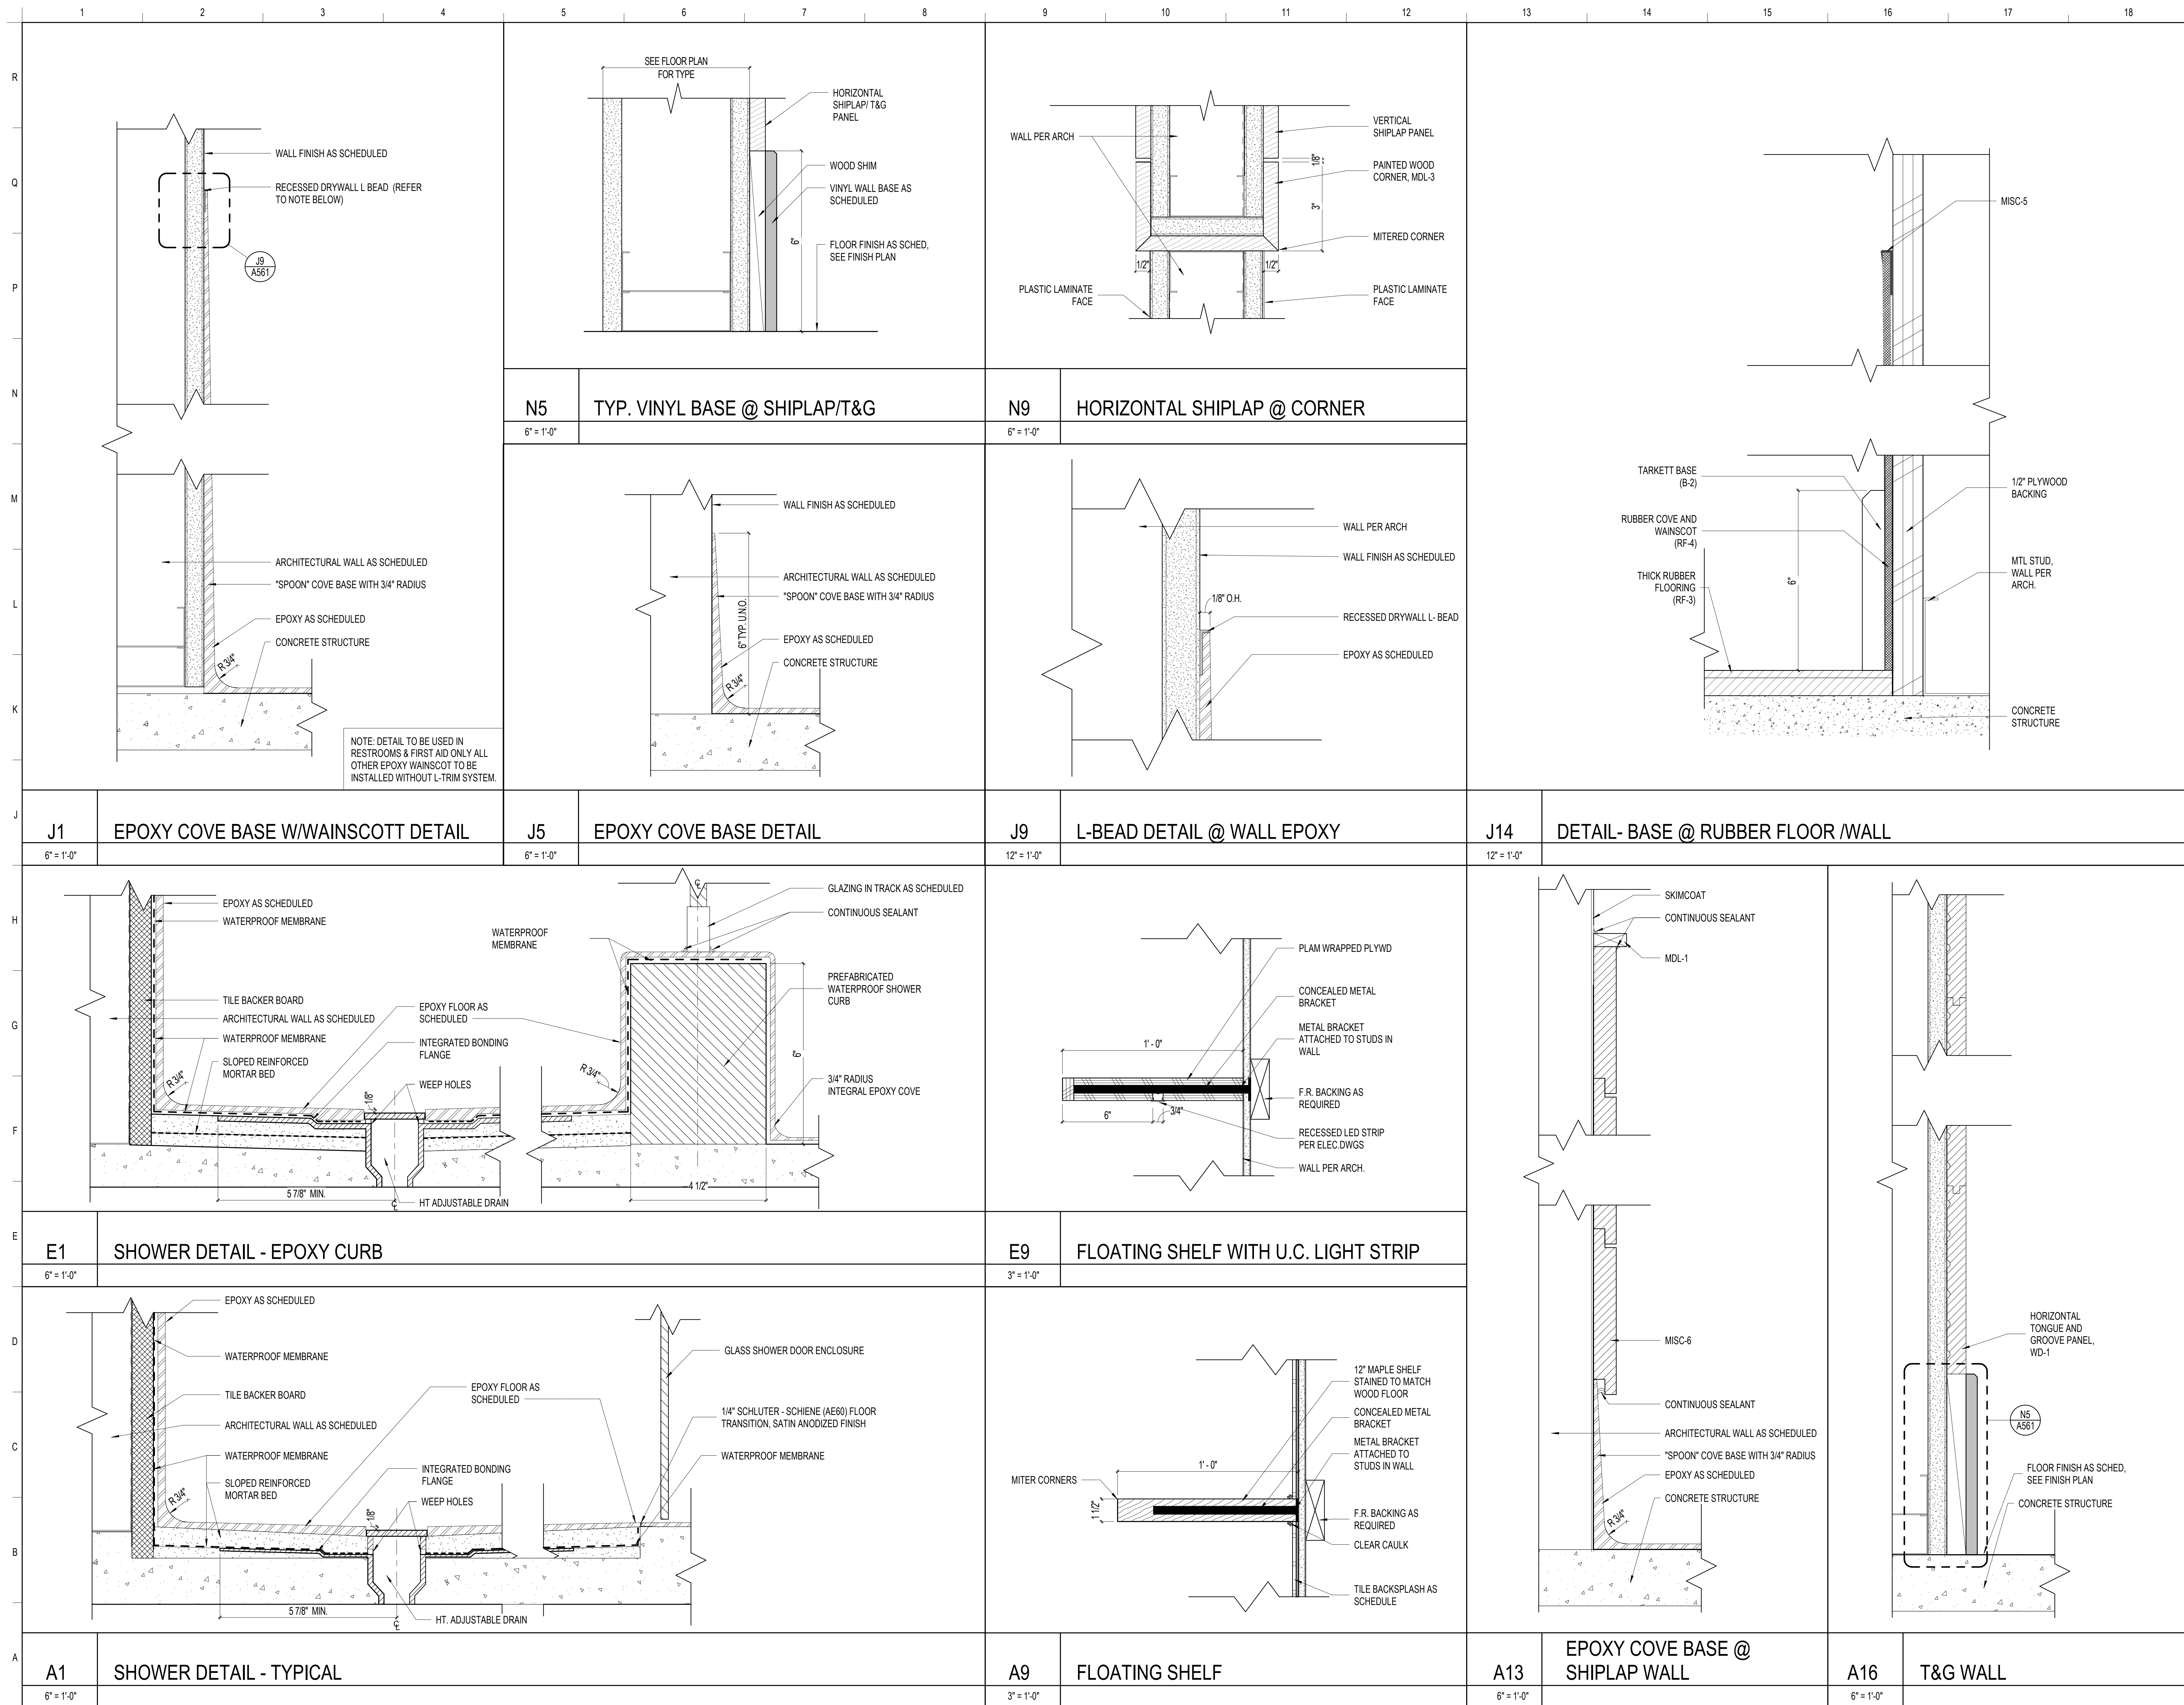 1 2 3 4 5 6 7 8 9 10 11 12 13 14 15 16 17 18
R
Q
P
N
M
L
K
J
H
G
F
E
D
C
B
A
WALL FINISH AS SCHEDULED
RECESSED DRYWALL L BEAD (REFER
TO NOTE BELOW)
J9
A561
ARCHITECTURAL WALL AS SCHEDULED
"SPOON" COVE BASE WITH 3/4" RADIUS
EPOXY AS SCHEDULED
CONCRETE STRUCTURE
R 3/4"
NOTE: DETAIL TO BE USED IN
RESTROOMS & FIRST AID ONLY ALL
OTHER EPOXY WAINSCOT TO BE
INSTALLED WITHOUT L-TRIM SYSTEM.
J1
EPOXY COVE BASE W/WAINSCOTT DETAIL
6" = 1'-0"
SEE FLOOR PLAN
FOR TYPE
HORIZONTAL
SHIPLAP/ T&G
PANEL
WOOD SHIM
VINYL WALL BASE AS
SCHEDULED
6"
FLOOR FINISH AS SCHED,
SEE FINISH PLAN
N5
TYP. VINYL BASE @ SHIPLAP/T&G
6" = 1'-0"
WALL PER ARCH
VERTICAL
SHIPLAP PANEL
1/8"
PAINTED WOOD
CORNER, MDL-3
3"
MITERED CORNER
1/2"
1/2"
PLASTIC LAMINATE
FACE
PLASTIC LAMINATE
FACE
N9
HORIZONTAL SHIPLAP @ CORNER
6" = 1'-0"
WALL FINISH AS SCHEDULED
ARCHITECTURAL WALL AS SCHEDULED
"SPOON" COVE BASE WITH 3/4" RADIUS
6" TYP. U.N.O.
EPOXY AS SCHEDULED
CONCRETE STRUCTURE
R 3/4"
J5
EPOXY COVE BASE DETAIL
6" = 1'-0"
WALL PER ARCH
WALL FINISH AS SCHEDULED
1/8" O.H.
RECESSED DRYWALL L- BEAD
EPOXY AS SCHEDULED
J9
L-BEAD DETAIL @ WALL EPOXY
12" = 1'-0"
MISC-5
TARKETT BASE
(B-2)
1/2" PLYWOOD
BACKING
RUBBER COVE AND
WAINSCOT
(RF-4)
THICK RUBBER
FLOORING
(RF-3)
6"
MTL STUD,
WALL PER
ARCH.
CONCRETE
STRUCTURE
J14
DETAIL- BASE @ RUBBER FLOOR /WALL
12" = 1'-0"
EPOXY AS SCHEDULED
WATERPROOF MEMBRANE
TILE BACKER BOARD
ARCHITECTURAL WALL AS SCHEDULED
WATERPROOF MEMBRANE
SLOPED REINFORCED
MORTAR BED
R 3/4"
EPOXY FLOOR AS
SCHEDULED
INTEGRATED BONDING
FLANGE
WEEP HOLES
1/8"
WATERPROOF
MEMBRANE
R 3/4"
GLAZING IN TRACK AS SCHEDULED
CONTINUOUS SEALANT
PREFABRICATED
WATERPROOF SHOWER
CURB
6"
3/4" RADIUS
INTEGRAL EPOXY COVE
5 7/8" MIN.
HT ADJUSTABLE DRAIN
4 1/2"
E1
SHOWER DETAIL - EPOXY CURB
6" = 1'-0"
PLAM WRAPPED PLYWD
CONCEALED METAL
BRACKET
METAL BRACKET
ATTACHED TO STUDS IN
WALL
1' - 0"
F.R. BACKING AS
REQUIRED
6"
3/4"
RECESSED LED STRIP
PER ELEC.DWGS
WALL PER ARCH.
E9
FLOATING SHELF WITH U.C. LIGHT STRIP
3" = 1'-0"
EPOXY AS SCHEDULED
WATERPROOF MEMBRANE
TILE BACKER BOARD
ARCHITECTURAL WALL AS SCHEDULED
WATERPROOF MEMBRANE
SLOPED REINFORCED
MORTAR BED
R 3/4"
EPOXY FLOOR AS
SCHEDULED
INTEGRATED BONDING
FLANGE
WEEP HOLES
1/8"
GLASS SHOWER DOOR ENCLOSURE
1/4" SCHLUTER - SCHIENE (AE60) FLOOR
TRANSITION, SATIN ANODIZED FINISH
WATERPROOF MEMBRANE
5 7/8" MIN.
HT. ADJUSTABLE DRAIN
A1
SHOWER DETAIL - TYPICAL
6" = 1'-0"
12" MAPLE SHELF
STAINED TO MATCH
WOOD FLOOR
CONCEALED METAL
BRACKET
METAL BRACKET
ATTACHED TO
STUDS IN WALL
1' - 0"
MITER CORNERS
1 1/2"
F.R. BACKING AS
REQUIRED
CLEAR CAULK
TILE BACKSPLASH AS
SCHEDULE
A9
FLOATING SHELF
3" = 1'-0"
SKIMCOAT
CONTINUOUS SEALANT
MDL-1
MISC-6
CONTINUOUS SEALANT
ARCHITECTURAL WALL AS SCHEDULED
"SPOON" COVE BASE WITH 3/4" RADIUS
EPOXY AS SCHEDULED
CONCRETE STRUCTURE
R 3/4"
A13
EPOXY COVE BASE @
SHIPLAP WALL
6" = 1'-0"
HORIZONTAL
TONGUE AND
GROOVE PANEL,
WD-1
N5
A561
FLOOR FINISH AS SCHED,
SEE FINISH PLAN
CONCRETE STRUCTURE
A16
T&G WALL
6" = 1'-0"